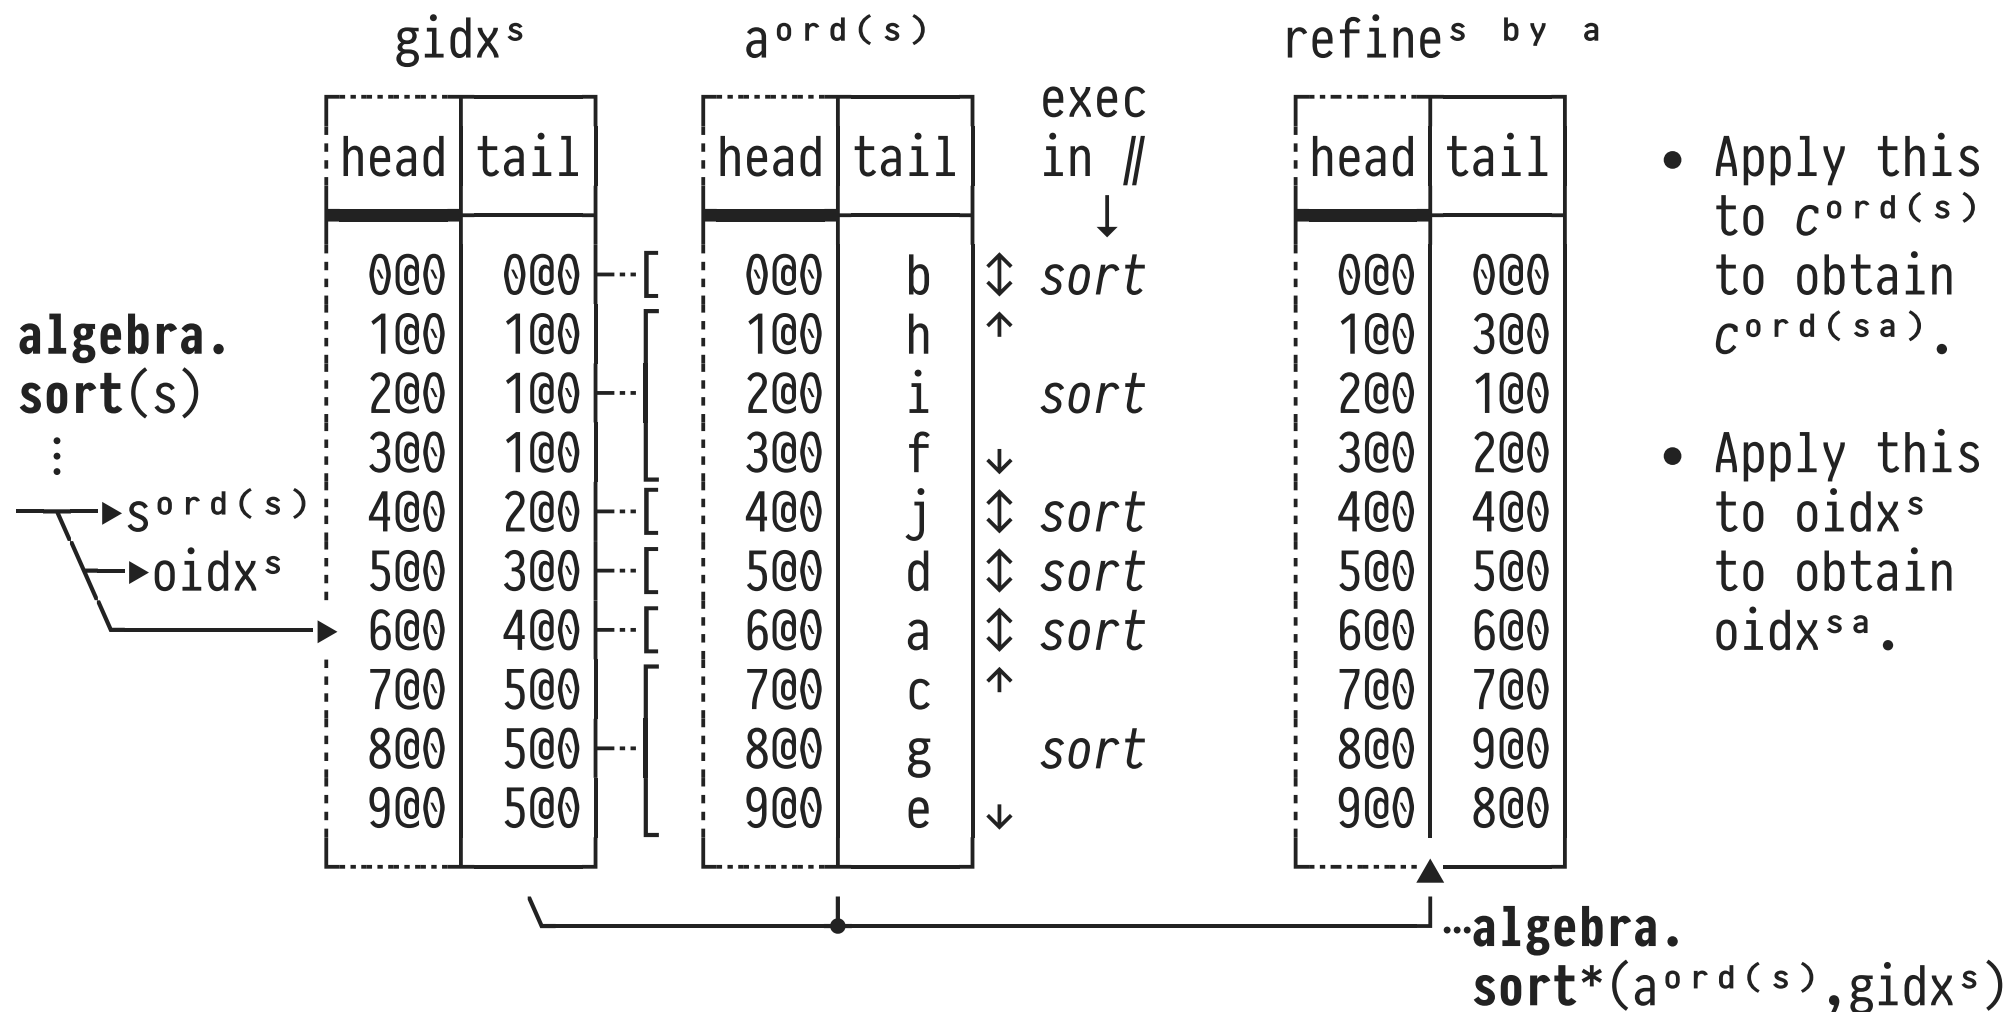 gidxˢ aᵒʳᵈ⁽ˢ⁾ refineˢ ᵇʸ ᵃ
exec
in //
head tail head tail head tail
0@0 0@0 0@0 b sort 0@0 0@0
1@0 1@0 1@0 h 1@0 3@0
2@0 1@0 2@0 i sort 2@0 1@0
3@0 1@0 3@0 f 3@0 2@0
4@0 2@0 4@0 j sort 4@0 4@0
5@0 3@0 5@0 d sort 5@0 5@0
6@0 4@0 6@0 a sort 6@0 6@0
7@0 5@0 7@0 c 7@0 7@0
8@0 5@0 8@0 g sort 8@0 9@0
9@0 5@0 9@0 e 9@0 8@0
algebra.
sort(s)
⋮
sᵒʳᵈ⁽ˢ⁾
oidxˢ
• Apply this
to cᵒʳᵈ⁽ˢ⁾
to obtain
cᵒʳᵈ⁽ˢᵃ⁾.
• Apply this
to oidxˢ
to obtain
oidxˢᵃ.
⋯algebra.
sort*(aᵒʳᵈ⁽ˢ⁾,gidxˢ)